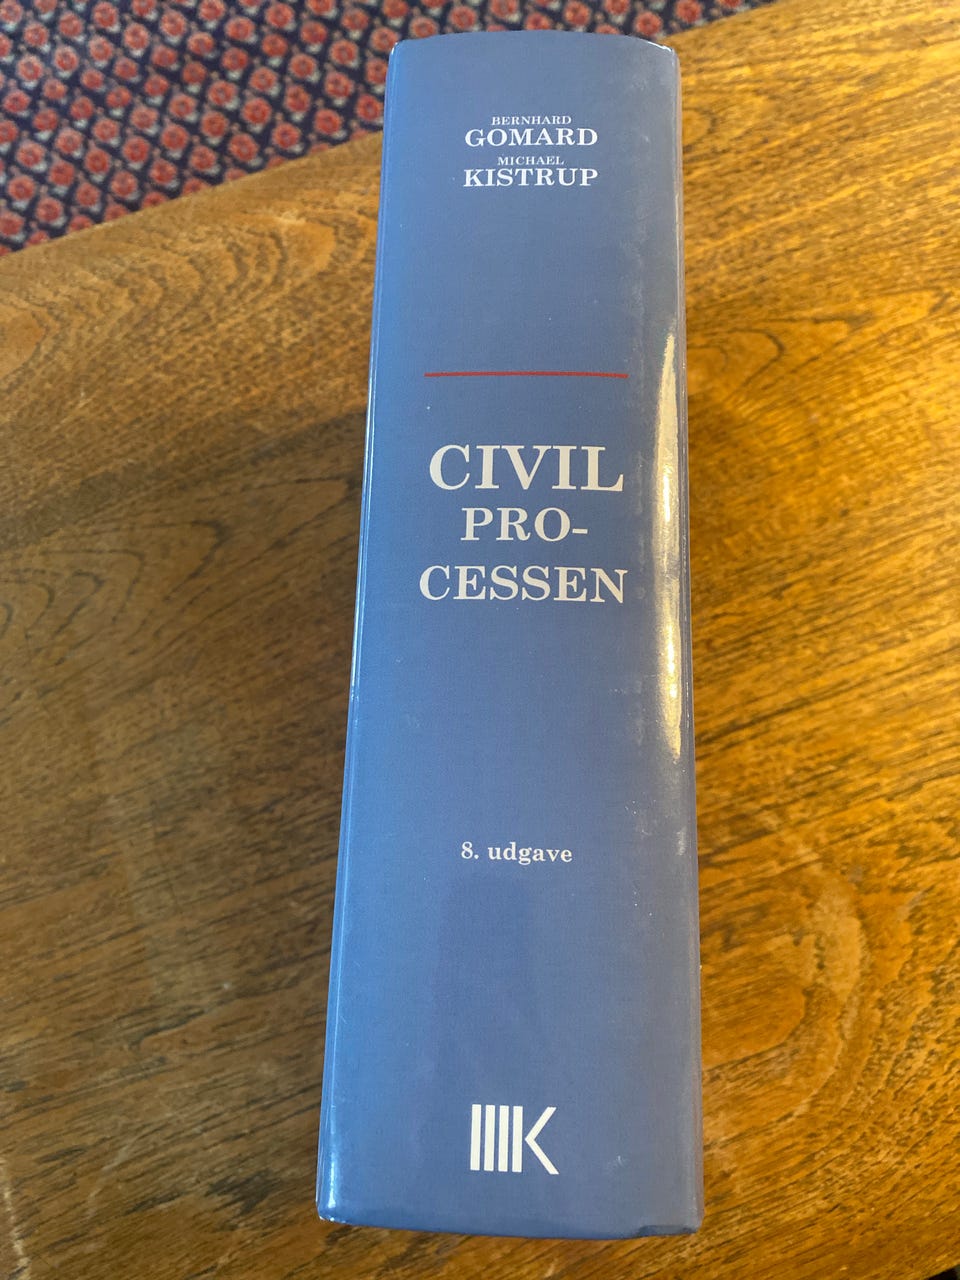 BERNHARD
GOMARD
MICHAEL
KISTRUP
CIVIL
PRO-
CESSEN
8. udgave
K